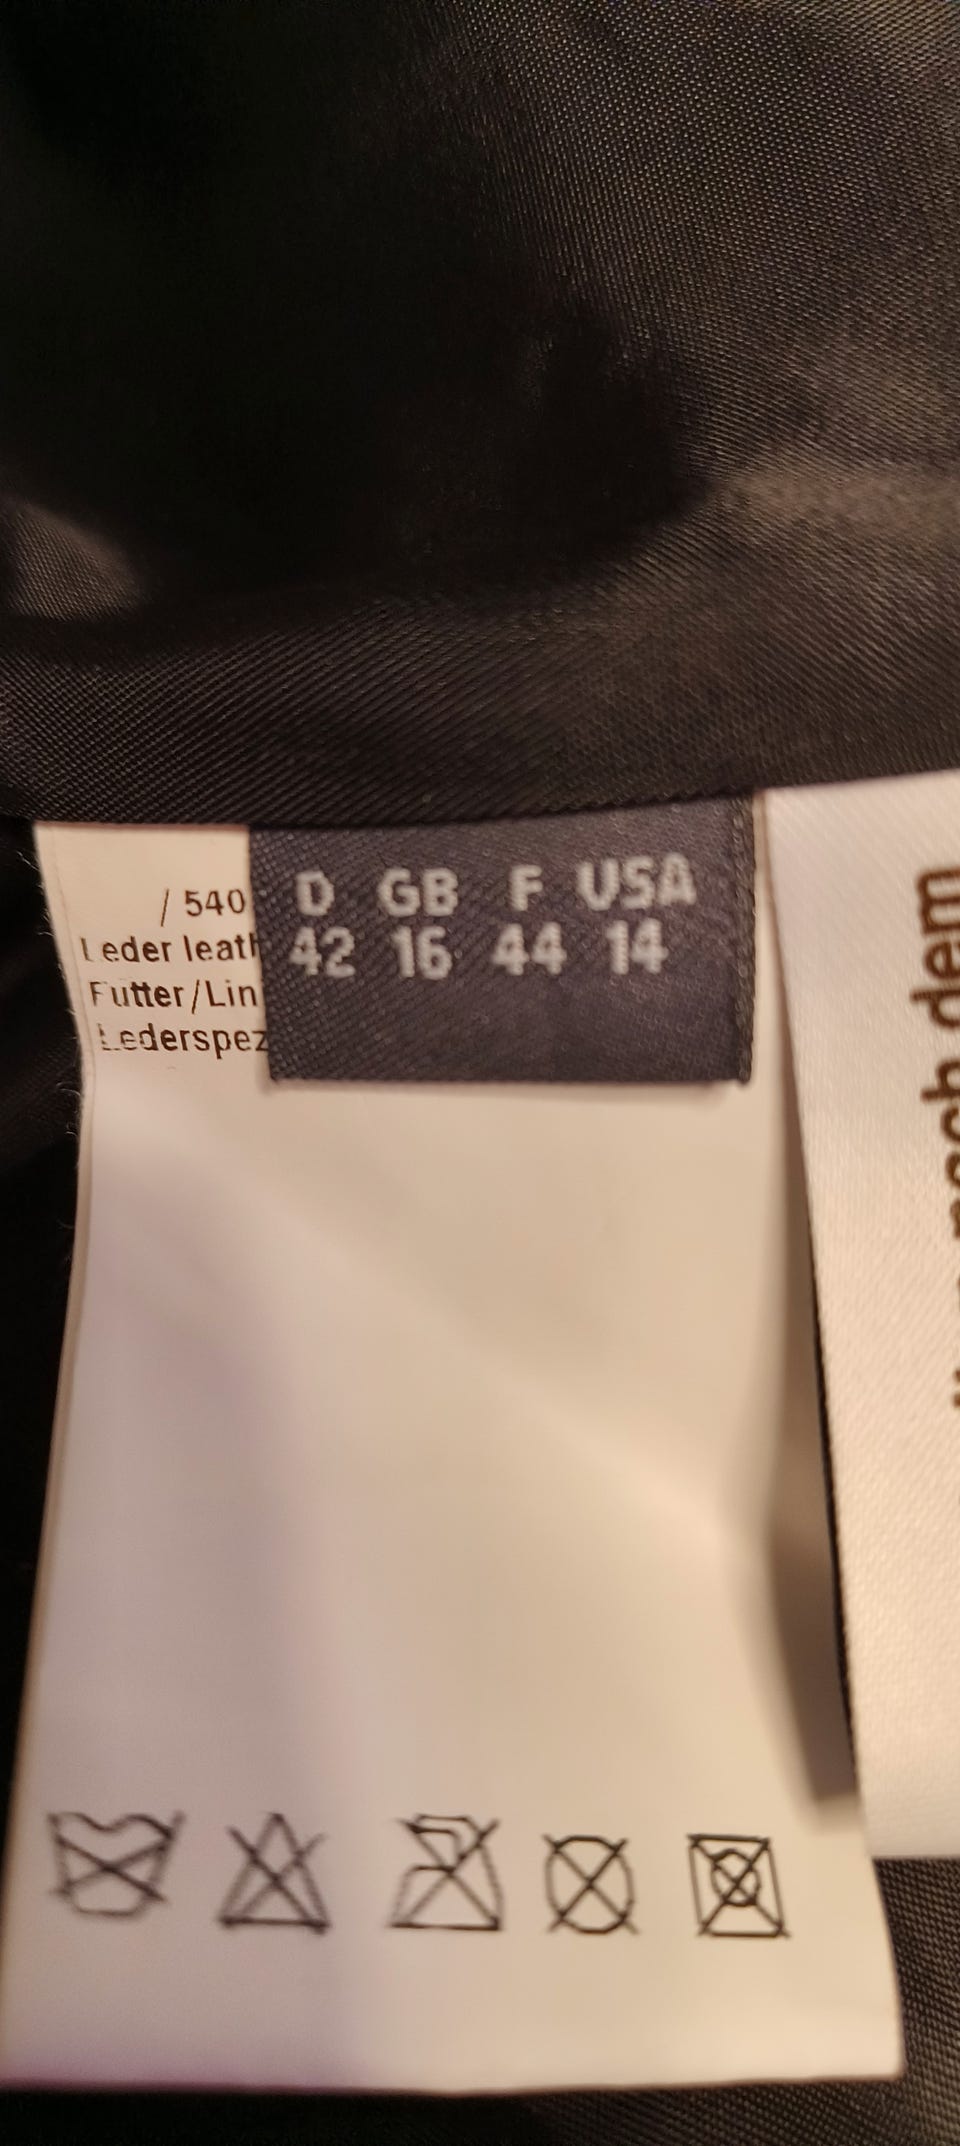 / 540
Leder leath
Futter/Lin
Lederspez
D GB F USA
42 16 44 14
nach dem